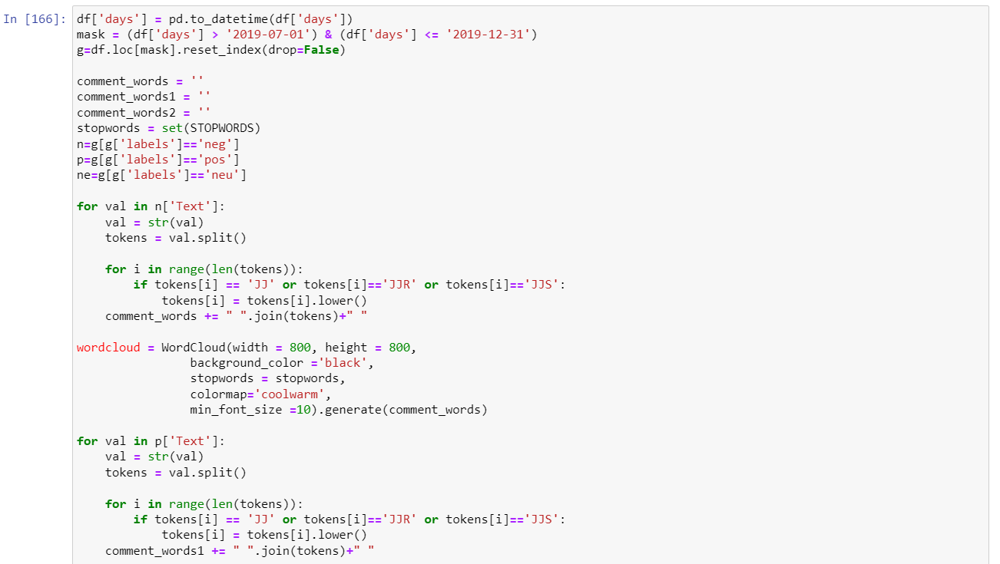 In [166]: df['days'] = pd.to_datetime(df['days'])
mask = (df['days'] > '2019-07-01') & (df['days'] <= '2019-12-31')
g=df.loc[mask].reset_index(drop=False)

comment_words = ''
comment_words1 = ''
comment_words2 = ''
stopwords = set(STOPWORDS)
n=g[g['labels']=='neg']
p=g[g['labels']=='pos']
ne=g[g['labels']=='neu']

for val in n['Text']:
    val = str(val)
    tokens = val.split()

    for i in range(len(tokens)):
        if tokens[i] == 'JJ' or tokens[i]=='JJR' or tokens[i]=='JJS':
            tokens[i] = tokens[i].lower()
    comment_words += " ".join(tokens)+" "

wordcloud = WordCloud(width = 800, height = 800,
                background_color ='black',
                stopwords = stopwords,
                colormap='coolwarm',
                min_font_size =10).generate(comment_words)

for val in p['Text']:
    val = str(val)
    tokens = val.split()

    for i in range(len(tokens)):
        if tokens[i] == 'JJ' or tokens[i]=='JJR' or tokens[i]=='JJS':
            tokens[i] = tokens[i].lower()
    comment_words1 += " ".join(tokens)+" "